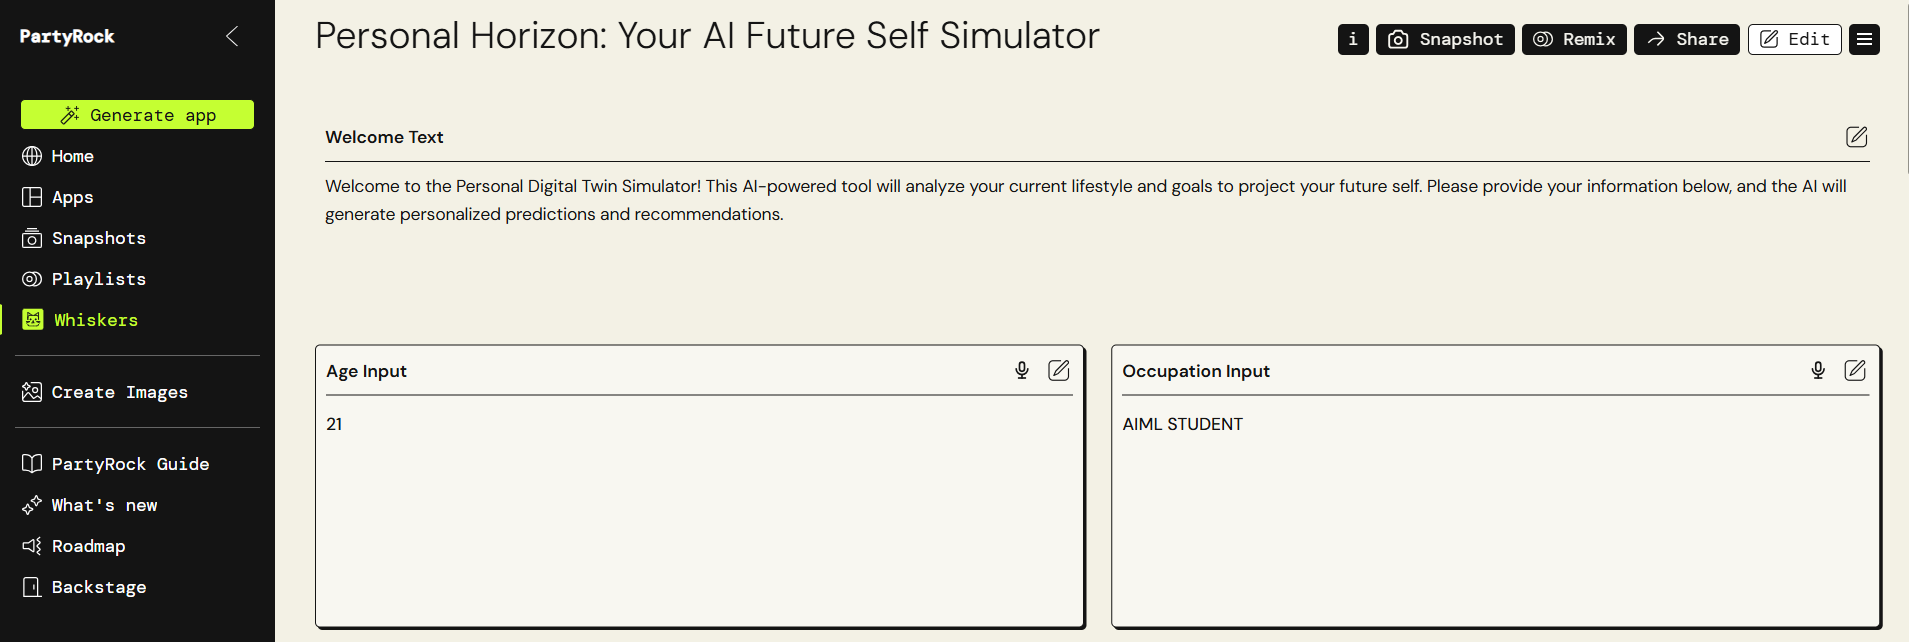 PartyRock
Generate app
Home
Apps
Snapshots
Playlists
Whiskers
Create Images
PartyRock Guide
What's new
Roadmap
Backstage
Personal Horizon: Your AI Future Self Simulator
i
Snapshot
Remix
Share
Edit
Welcome Text
Welcome to the Personal Digital Twin Simulator! This AI-powered tool will analyze your current lifestyle and goals to project your future self. Please provide your information below, and the AI will
generate personalized predictions and recommendations.
Age Input
21
Occupation Input
AIML STUDENT